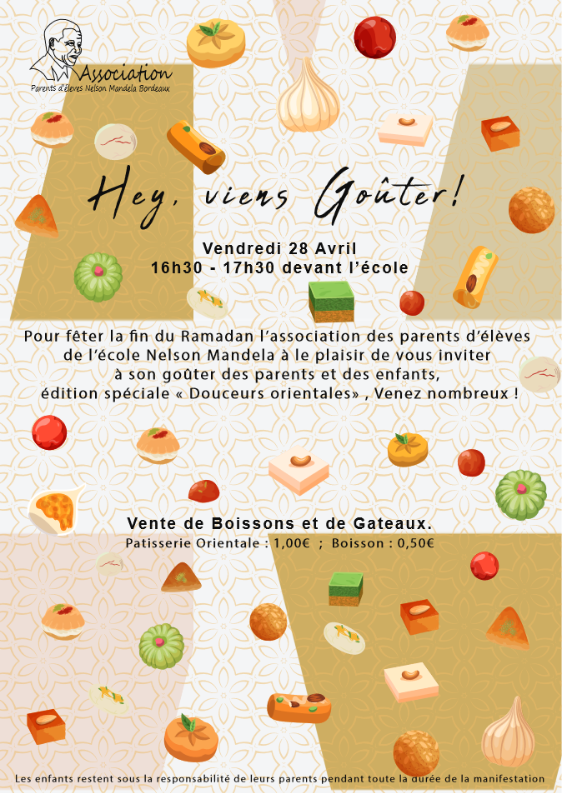 Association
Parents d'élèves Nelson Mandela Bordeaux
Hey, viens Goûter!
Vendredi 28 Avril
16h30 - 17h30 devant l'école
Pour fêter la fin du Ramadan l'association des parents d'élèves
de l'école Nelson Mandela à le plaisir de vous inviter
à son goûter des parents et des enfants,
édition spéciale « Douceurs orientales» , Venez nombreux !
Vente de Boissons et de Gateaux.
Patisserie Orientale : 1,00€ ; Boisson : 0,50€
Les enfants restent sous la responsabilité de leurs parents pendant toute la durée de la manifestation